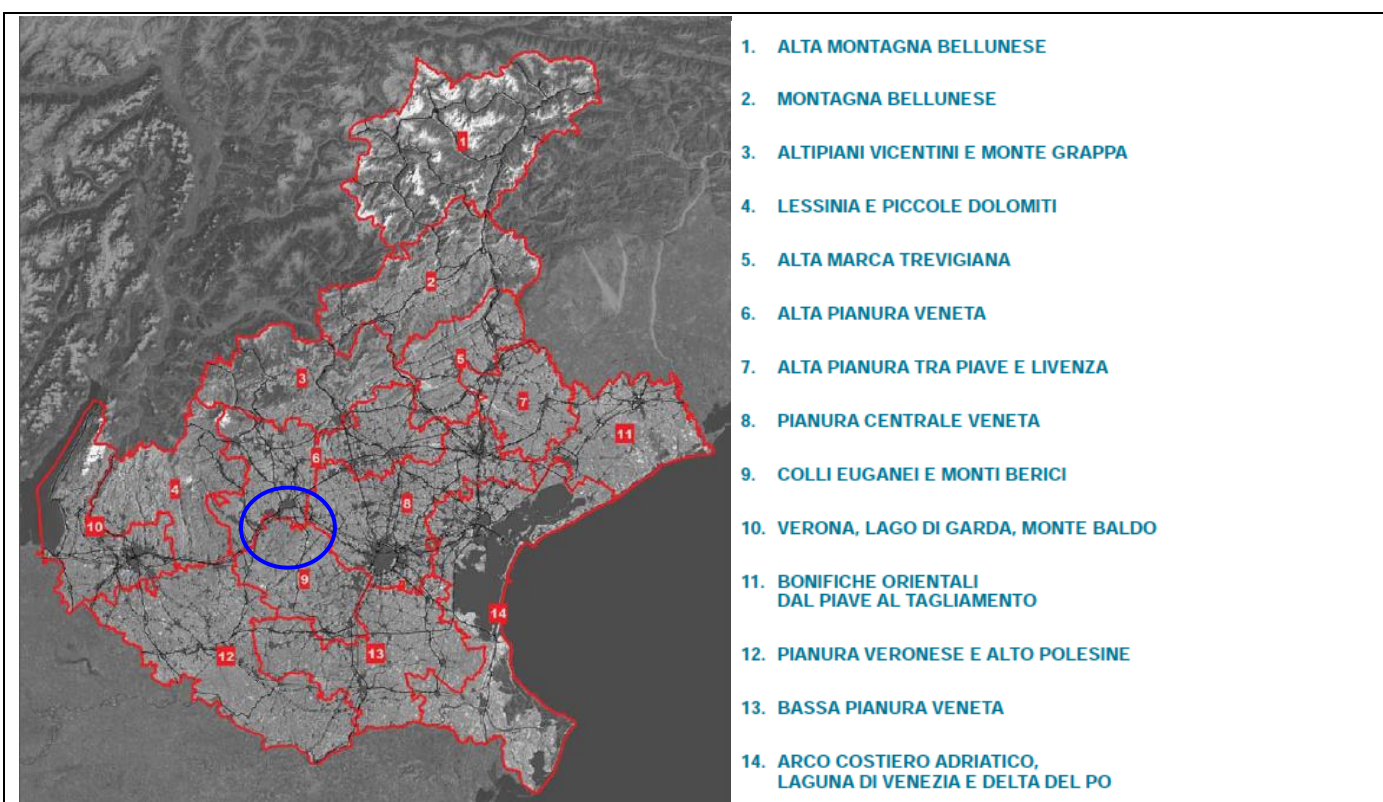 1
2
3
5
7
11
6
4
8
10
9
14
12
13
1. ALTA MONTAGNA BELLUNESE
2. MONTAGNA BELLUNESE
3. ALTIPIANI VICENTINI E MONTE GRAPPA
4. LESSINIA E PICCOLE DOLOMITI
5. ALTA MARCA TREVIGIANA
6. ALTA PIANURA VENETA
7. ALTA PIANURA TRA PIAVE E LIVENZA
8. PIANURA CENTRALE VENETA
9. COLLI EUGANEI E MONTI BERICI
10. VERONA, LAGO DI GARDA, MONTE BALDO
11. BONIFICHE ORIENTALI
DAL PIAVE AL TAGLIAMENTO
12. PIANURA VERONESE E ALTO POLESINE
13. BASSA PIANURA VENETA
14. ARCO COSTIERO ADRIATICO,
LAGUNA DI VENEZIA E DELTA DEL PO